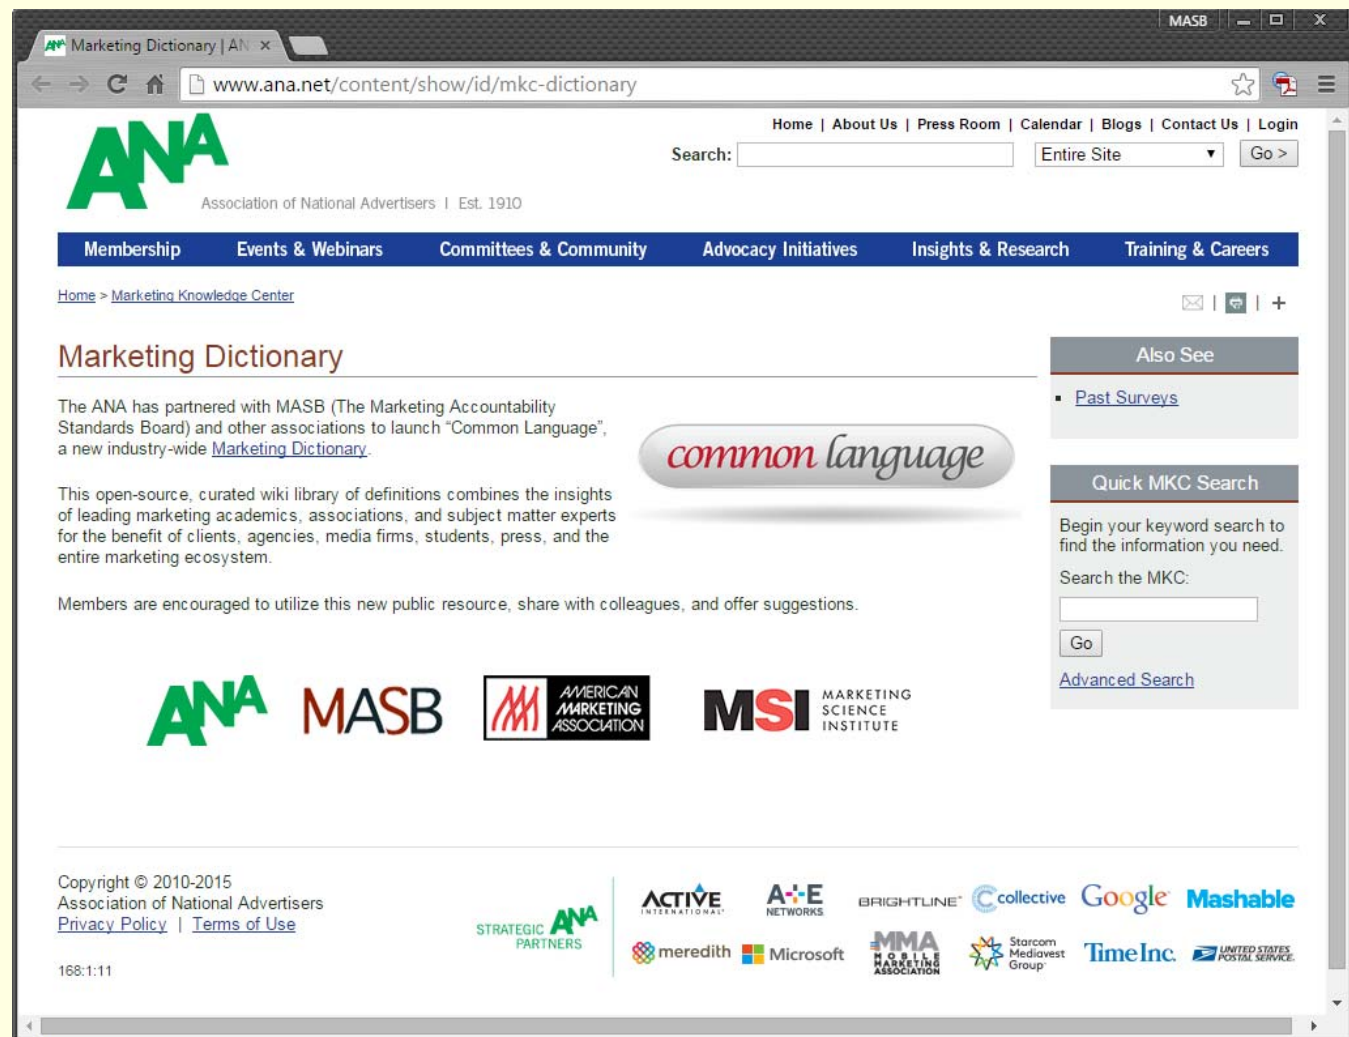 MASB
Marketing Dictionary | AN
www.ana.net/content/show/id/mkc-dictionary
Home | About Us | Press Room | Calendar | Blogs | Contact Us | Login
ANA
Search: Entire Site Go >
Association of National Advertisers | Est. 1910
Membership Events & Webinars Committees & Community Advocacy Initiatives Insights & Research Training & Careers
Home > Marketing Knowledge Center
Marketing Dictionary
The ANA has partnered with MASB (The Marketing Accountability
Standards Board) and other associations to launch “Common Language”,
a new industry-wide Marketing Dictionary.
common language
This open-source, curated wiki library of definitions combines the insights
of leading marketing academics, associations, and subject matter experts
for the benefit of clients, agencies, media firms, students, press, and the
entire marketing ecosystem.
Members are encouraged to utilize this new public resource, share with colleagues, and offer suggestions.
Also See
Past Surveys
Quick MKC Search
Begin your keyword search to
find the information you need.
Search the MKC:
Go
Advanced Search
ANA
MASB
AMERICAN
MARKETING
ASSOCIATION
MSI
MARKETING
SCIENCE
INSTITUTE
Copyright © 2010-2015
Association of National Advertisers
Privacy Policy | Terms of Use
168:1:11
STRATEGIC ANA
PARTNERS
ACTIVE
INTERNATIONAL
A+E
NETWORKS
BRIGHTLINE
collective
Google
Mashable
meredith
Microsoft
MMA
MOBILE
MARKETING
ASSOCIATION
Starcom
Mediavest
Group
Time Inc.
UNITED STATES
POSTAL SERVICE.